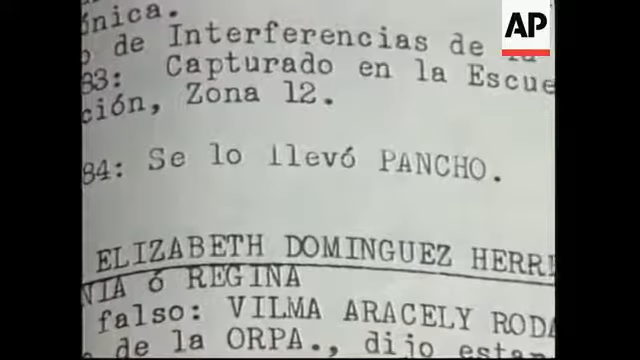 AP
ónica.
o de Interferencias de la
83: Capturado en la Escue
ción, Zona 12.
84: Se lo llevó PANCHO.
ELIZABETH DOMINGUEZ HERR
NIA ó REGINA
falso: VILMA ARACELY RODA
de la ORPA., dijo esta